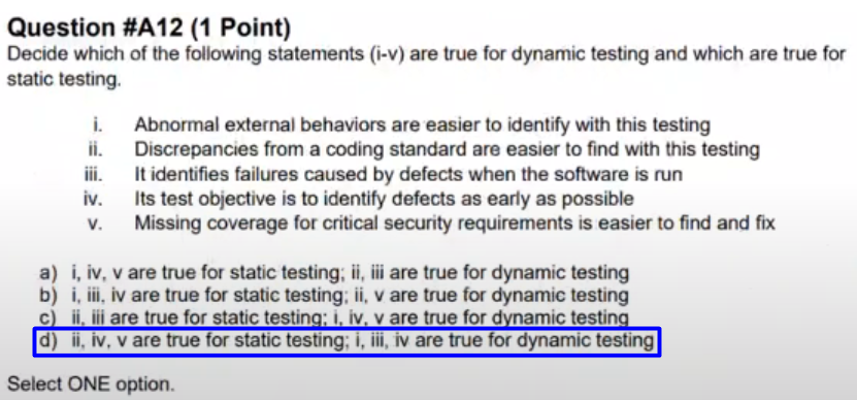 Question #A12 (1 Point)
Decide which of the following statements (i-v) are true for dynamic testing and which are true for
static testing.
i. Abnormal external behaviors are easier to identify with this testing
ii. Discrepancies from a coding standard are easier to find with this testing
iii. It identifies failures caused by defects when the software is run
iv. Its test objective is to identify defects as early as possible
v. Missing coverage for critical security requirements is easier to find and fix
a) i, iv, v are true for static testing; ii, iii are true for dynamic testing
b) i, iii, iv are true for static testing; ii, v are true for dynamic testing
c) ii, iii are true for static testing; i, iv, v are true for dynamic testing
d) ii, iv, v are true for static testing; i, iii, iv are true for dynamic testing
Select ONE option.